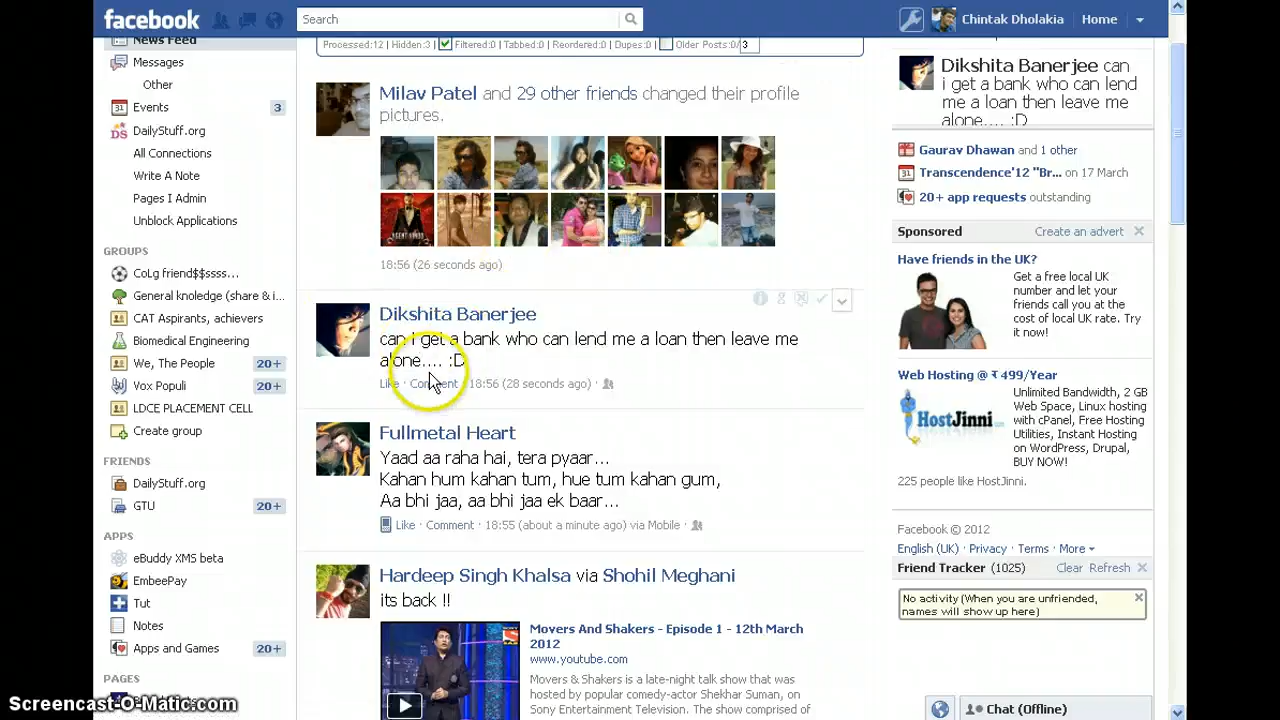 facebook
Search
Chintak Dholakia
Home
News Feed
Messages
Other
Events
3
DailyStuff.org
All Connections
Write A Note
Pages I Admin
Unblock Applications
GROUPS
CoLg friend$$ssss...
General knoledge (share & i...
CAT Aspirants, achievers
Biomedical Engineering
We, The People
20+
Vox Populi
20+
LDCE PLACEMENT CELL
Create group
FRIENDS
DailyStuff.org
GTU
20+
APPS
eBuddy XMS beta
EmbeePay
Tut
Notes
Apps and Games
20+
PAGES
Processed:12 | Hidden:3 | Filtered:0 | Tabbed:0 | Reordered:0 | Dupes:0 | Older Posts:0/ 3
Milav Patel and 29 other friends changed their profile
pictures.
18:56 (26 seconds ago)
Dikshita Banerjee
can i get a bank who can lend me a loan then leave me
alone.... :D
Like · Comment · 18:56 (28 seconds ago) ·
Fullmetal Heart
Yaad aa raha hai, tera pyaar...
Kahan hum kahan tum, hue tum kahan gum,
Aa bhi jaa, aa bhi jaa ek baar...
Like · Comment · 18:55 (about a minute ago) via Mobile ·
Hardeep Singh Khalsa via Shohil Meghani
its back !!
Movers And Shakers - Episode 1 - 12th March
2012
www.youtube.com
Movers & Shakers is a late-night talk show that was
hosted by popular comedy-actor Shekhar Suman, on
Sony Entertainment Television. The show comprised of
Dikshita Banerjee can
i get a bank who can lend
me a loan then leave me
alone.... :D
Gaurav Dhawan and 1 other
Transcendence'12 "Br... on 17 March
20+ app requests outstanding
Sponsored
Create an advert
Have friends in the UK?
Get a free local UK
number and let your
friends call you at the
cost of local UK rate. Try
it now!
Web Hosting @ ₹ 499/Year
HostJinni
Unlimited Bandwidth, 2 GB
Web Space, Linux hosting
with cPanel, Free Hosting
Utilities, Instant Hosting
on WordPress, Drupal,
BUY NOW!
225 people like HostJinni.
Facebook © 2012
English (UK) · Privacy · Terms · More
Friend Tracker (1025)
Clear Refresh
No activity (When you are unfriended,
names will show up here)
Chat (Offline)
Screencast-O-Matic.com